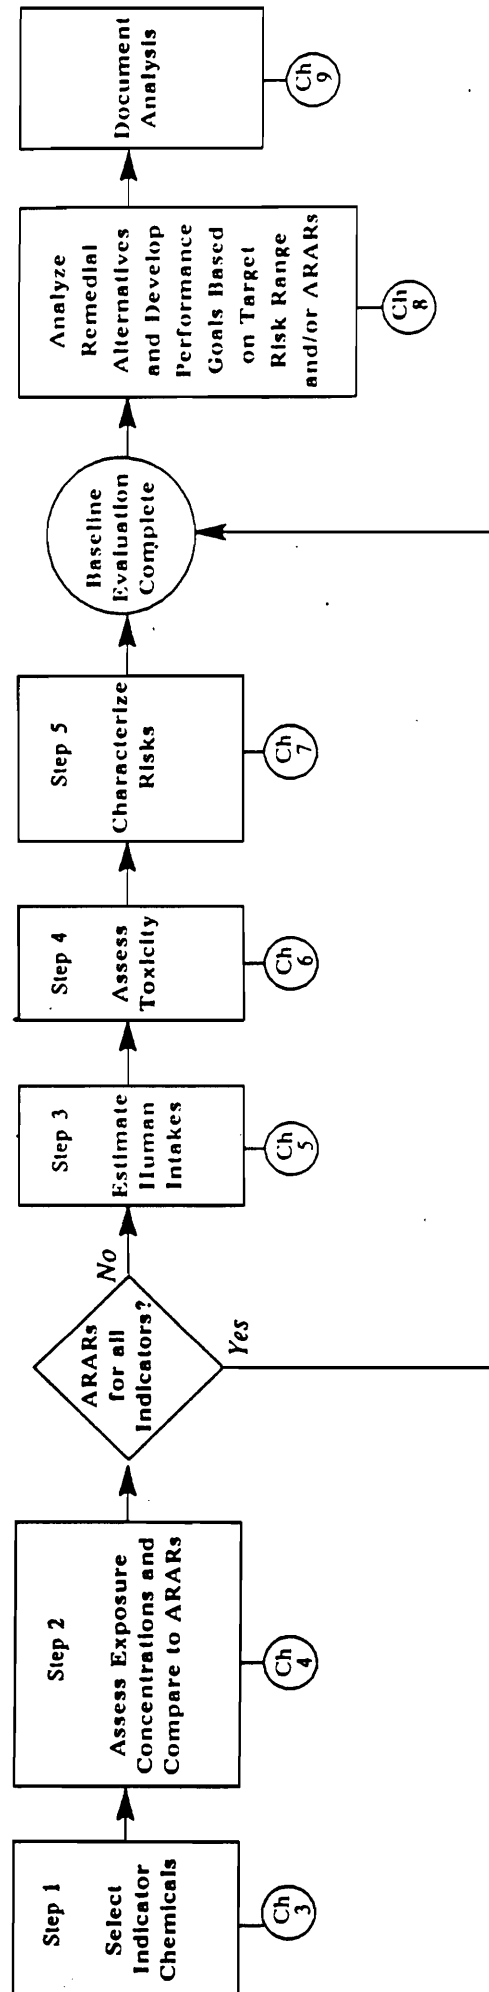 Step 1
Select
Indicator
Chemicals
Ch
3
Step 2
Assess Exposure
Concentrations and
Compare to ARARs
Ch
4
ARARs
for all
Indicators?
No
Yes
Step 3
Estimate
Human
Intakes
Ch
5
Step 4
Assess
Toxicity
Ch
6
Step 5
Characterize
Risks
Ch
7
Baseline
Evaluation
Complete
Analyze
Remedial
Alternatives
and Develop
Performance
Goals Based
on Target
Risk Range
and/or ARARs
Ch
8
Document
Analysis
Ch
9